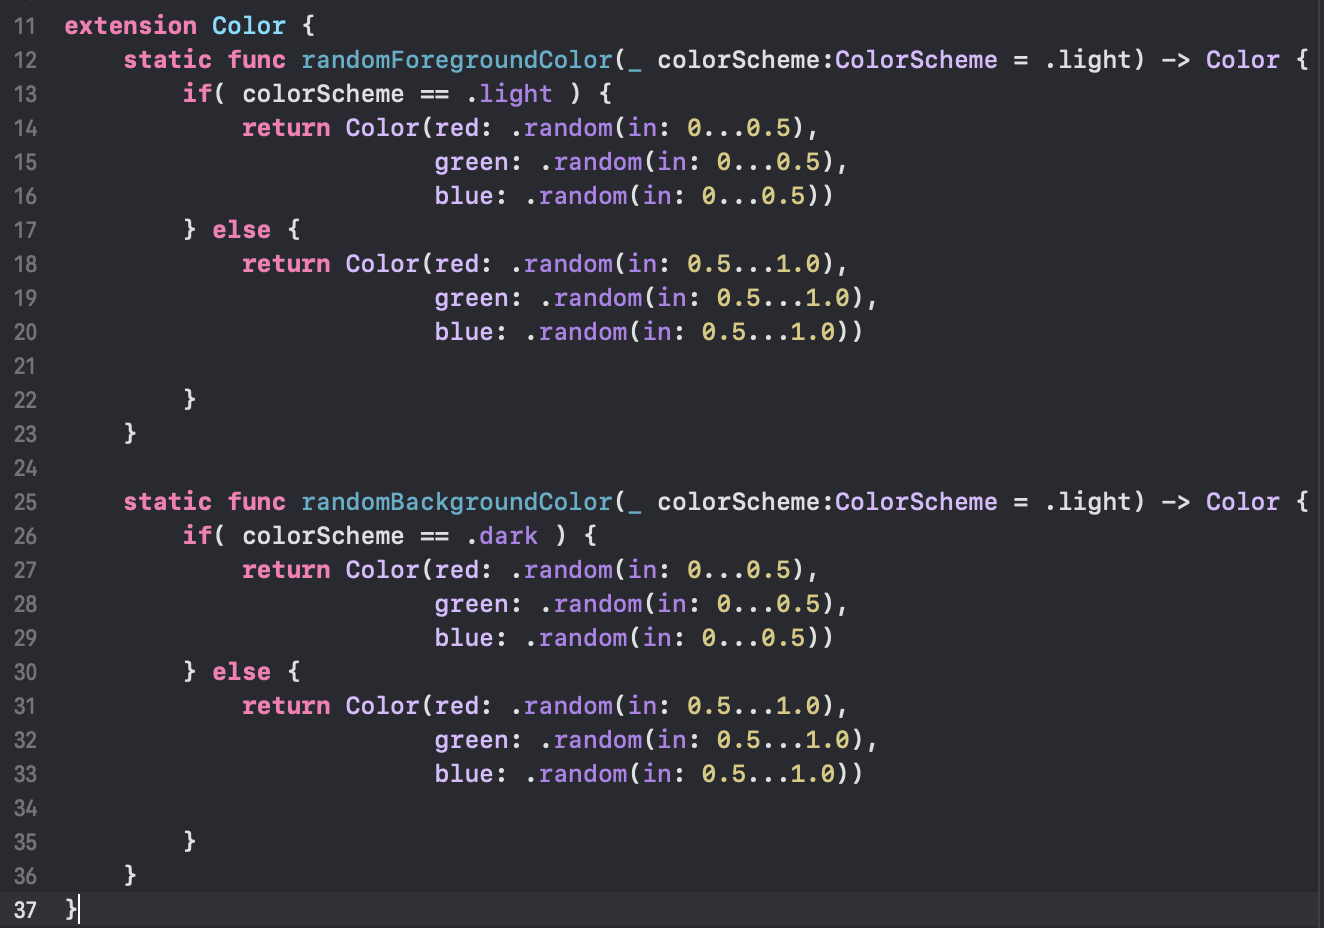 11 extension Color {
12     static func randomForegroundColor(_ colorScheme:ColorScheme = .light) -> Color {
13         if( colorScheme == .light ) {
14             return Color(red: .random(in: 0...0.5),
15                          green: .random(in: 0...0.5),
16                          blue: .random(in: 0...0.5))
17         } else {
18             return Color(red: .random(in: 0.5...1.0),
19                          green: .random(in: 0.5...1.0),
20                          blue: .random(in: 0.5...1.0))
21
22         }
23     }
24
25     static func randomBackgroundColor(_ colorScheme:ColorScheme = .light) -> Color {
26         if( colorScheme == .dark ) {
27             return Color(red: .random(in: 0...0.5),
28                          green: .random(in: 0...0.5),
29                          blue: .random(in: 0...0.5))
30         } else {
31             return Color(red: .random(in: 0.5...1.0),
32                          green: .random(in: 0.5...1.0),
33                          blue: .random(in: 0.5...1.0))
34
35         }
36     }
37 }